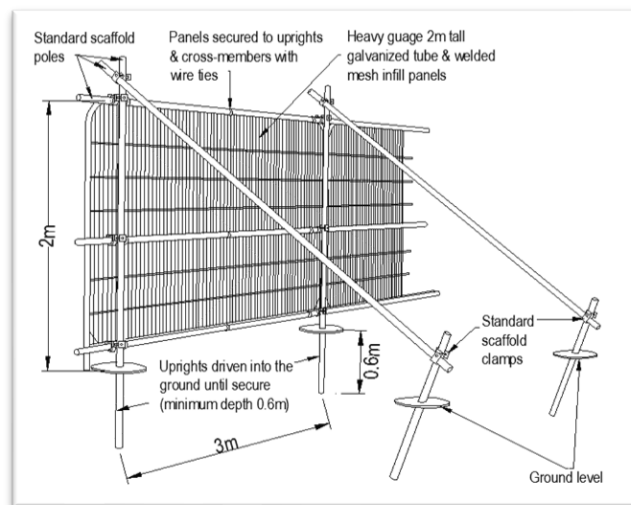 Standard scaffold
poles
Panels secured to uprights
& cross-members with
wire ties
Heavy guage 2m tall
galvanized tube & welded
mesh infill panels
2m
Standard
scaffold
clamps
Uprights driven into the
ground until secure
(minimum depth 0.6m)
0.6m
3m
Ground level